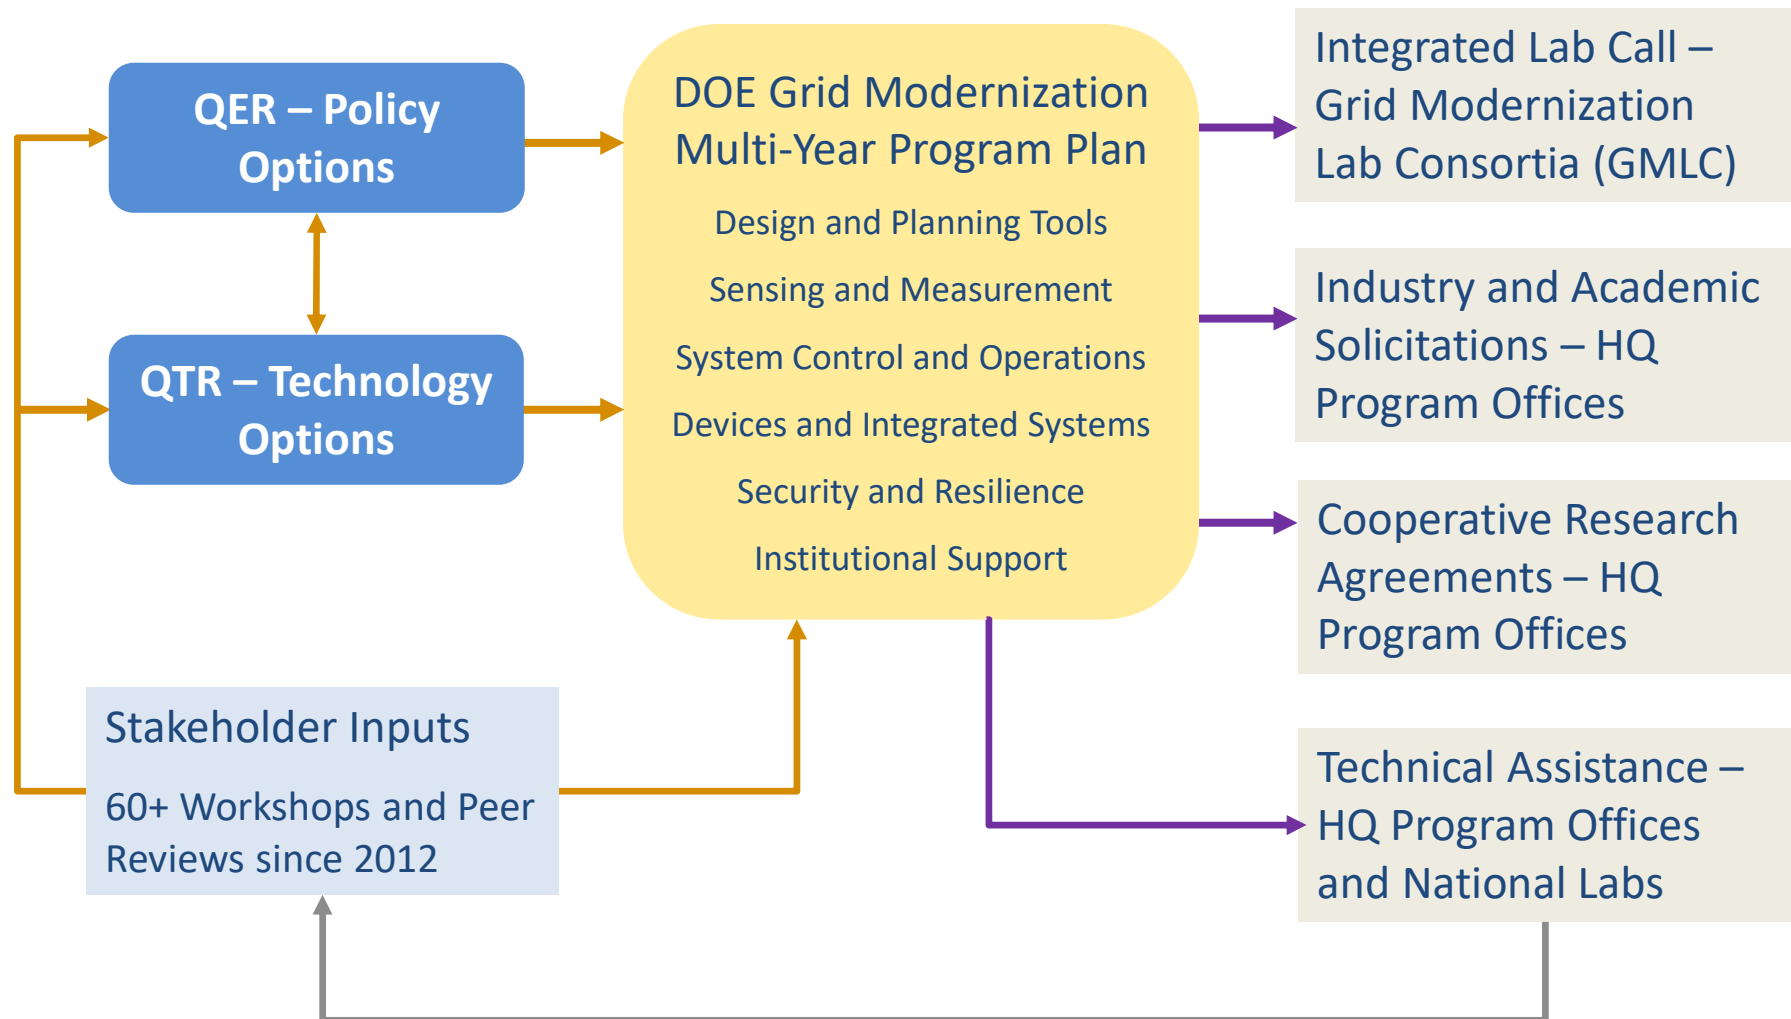 QER – Policy
Options
QTR – Technology
Options
Stakeholder Inputs
60+ Workshops and Peer
Reviews since 2012
DOE Grid Modernization
Multi-Year Program Plan
Design and Planning Tools
Sensing and Measurement
System Control and Operations
Devices and Integrated Systems
Security and Resilience
Institutional Support
Integrated Lab Call –
Grid Modernization
Lab Consortia (GMLC)
Industry and Academic
Solicitations – HQ
Program Offices
Cooperative Research
Agreements – HQ
Program Offices
Technical Assistance –
HQ Program Offices
and National Labs